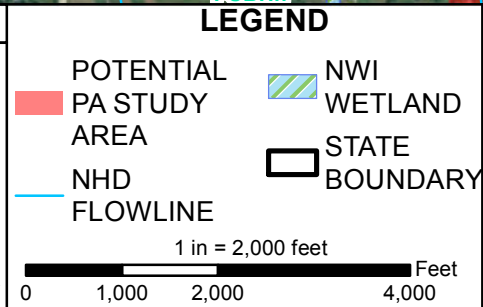 LEGEND
POTENTIAL
PA STUDY
AREA
NHD
FLOWLINE
NWI
WETLAND
STATE
BOUNDARY
1 in = 2,000 feet
Feet
0 1,000 2,000 4,000